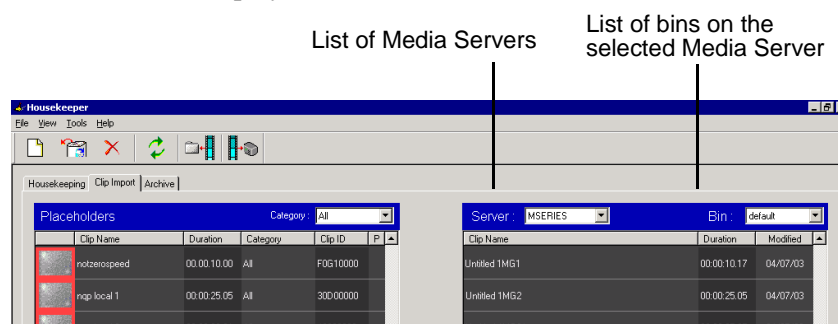 List of Media Servers
List of bins on the
selected Media Server
Housekeeper
File View Tools Help
Housekeeping Clip Import Archive
Placeholders Category: All
Server: MSERIES Bin: default
Clip Name Duration Category Clip ID P
Clip Name Duration Modified
notzerospeed 00.00.10.00 All F0G10000
Untitled 1MG1 00:00:10.17 04/07/03
nqp local 1 00:00:25.05 All 30D00000
Untitled 1MG2 00:00:25.05 04/07/03